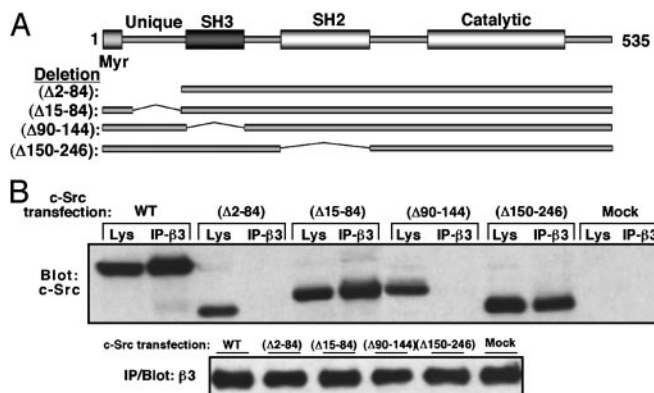 A
Unique SH3 SH2 Catalytic
1 535
Myr
Deletion
(Δ2-84):
(Δ15-84):
(Δ90-144):
(Δ150-246):
B
c-Src
transfection: WT (Δ2-84) (Δ15-84) (Δ90-144) (Δ150-246) Mock
Lys IP-β3 Lys IP-β3 Lys IP-β3 Lys IP-β3 Lys IP-β3 Lys IP-β3
Blot:
c-Src
c-Src transfection: WT (Δ2-84) (Δ15-84) (Δ90-144)(Δ150-246) Mock
IP/Blot: β3